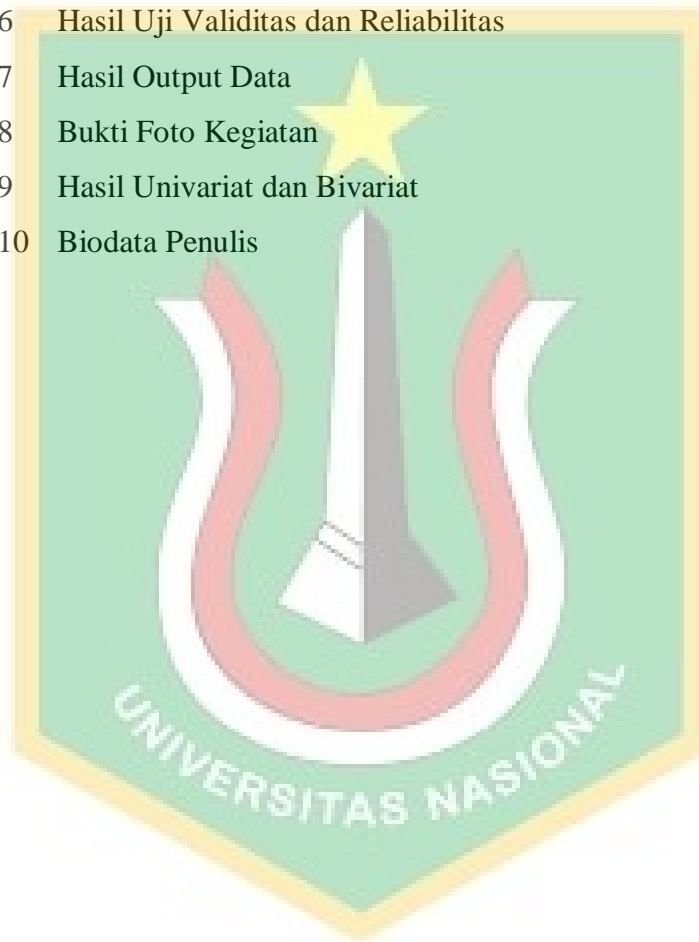 6 Hasil Uji Validitas dan Reliabilitas
7 Hasil Output Data
8 Bukti Foto Kegiatan
9 Hasil Univariat dan Bivariat
10 Biodata Penulis
UNIVERSITAS NASIONAL